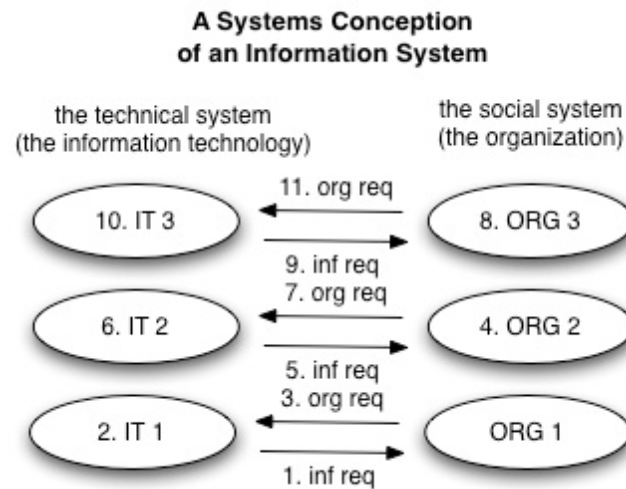 A Systems Conception
of an Information System
the technical system
(the information technology)
the social system
(the organization)
11. org req
10. IT 3
8. ORG 3
9. inf req
7. org req
6. IT 2
4. ORG 2
5. inf req
3. org req
2. IT 1
ORG 1
1. inf req